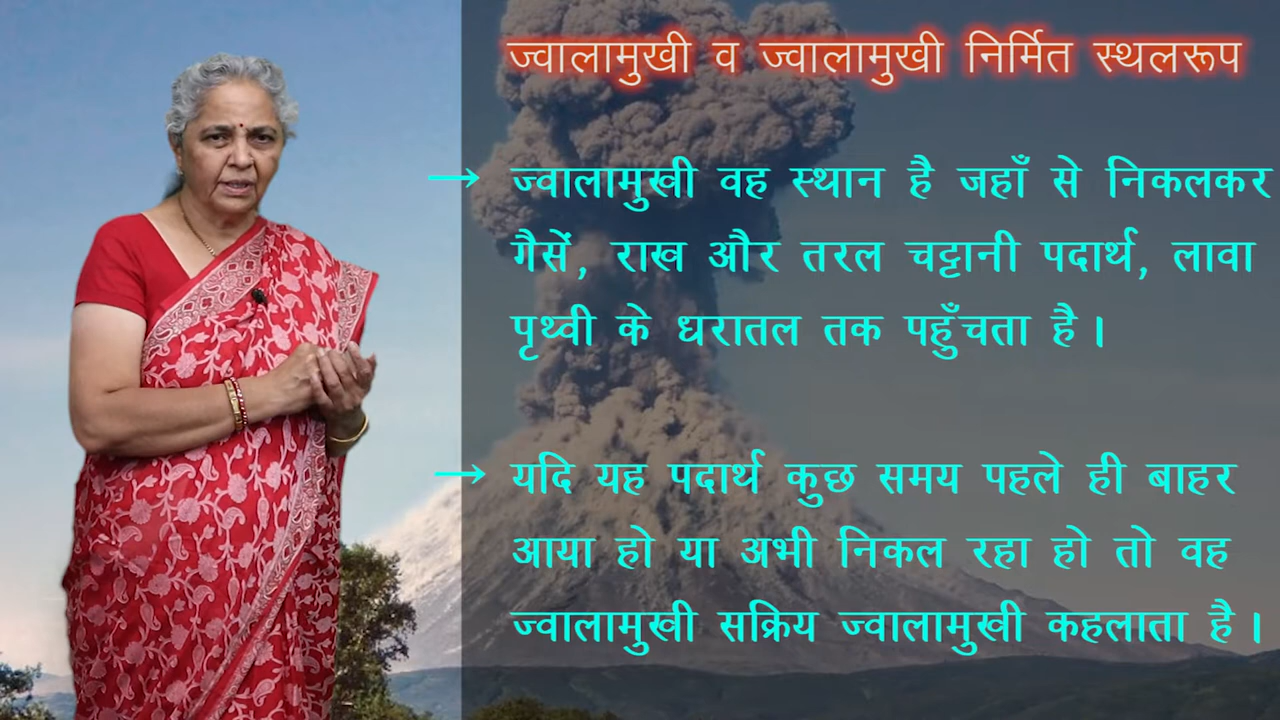 ज्वालामुखी व ज्वालामुखी निर्मित स्थलरूप
→ ज्वालामुखी वह स्थान है जहाँ से निकलकर
गैसें, राख और तरल चट्टानी पदार्थ, लावा
पृथ्वी के धरातल तक पहुँचता है।
→ यदि यह पदार्थ कुछ समय पहले ही बाहर
आया हो या अभी निकल रहा हो तो वह
ज्वालामुखी सक्रिय ज्वालामुखी कहलाता है।